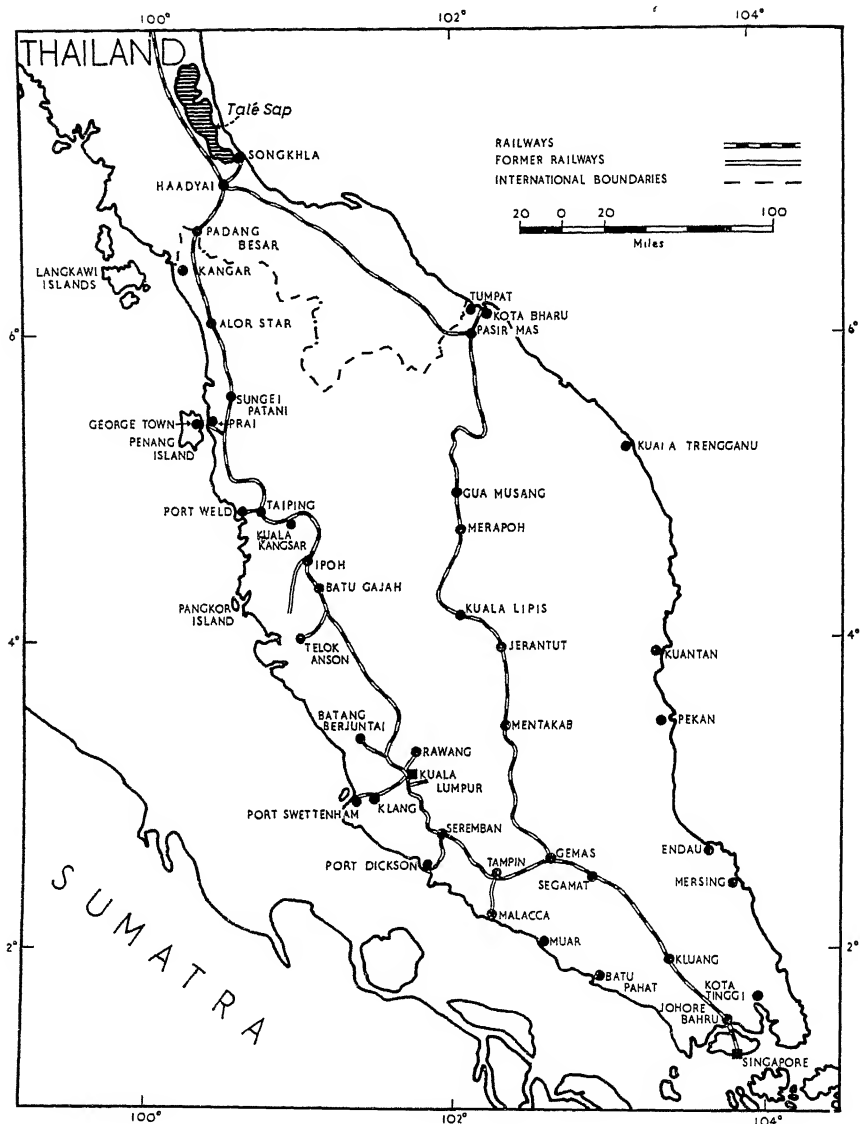 100°
102°
104°
THAILAND
Talé Sap
SONGKHLA
HAADYAI
RAILWAYS
FORMER RAILWAYS
INTERNATIONAL BOUNDARIES
20 0 20 100
Miles
PADANG
BESAR
LANGKAWI
ISLANDS
KANGAR
TUMPAT
KOTA BHARU
PASIR MAS
ALOR STAR
6°
6°
SUNGEI
PATANI
GEORGE TOWN
PRAI
PENANG
ISLAND
KUALA TRENGGANU
GUA MUSANG
PORT WELD
TAIPING
KUALA
KANGSAR
MERAPOH
IPOH
BATU GAJAH
PANGKOR
ISLAND
KUALA LIPIS
4°
4°
TELOK
ANSON
JERANTUT
KUANTAN
BATANG
BERJUNTAI
MENTAKAB
PEKAN
RAWANG
KUALA
LUMPUR
PORT SWETTENHAM
KLANG
SEREMBAN
GEMAS
ENDAU
PORT DICKSON
TAMPIN
SEGAMAT
MERSING
MALACCA
SUMATRA
2°
2°
MUAR
KLUANG
BATU
PAHAT
KOTA
TINGGI
JOHORE
BAHRU
SINGAPORE
100°
102°
104°